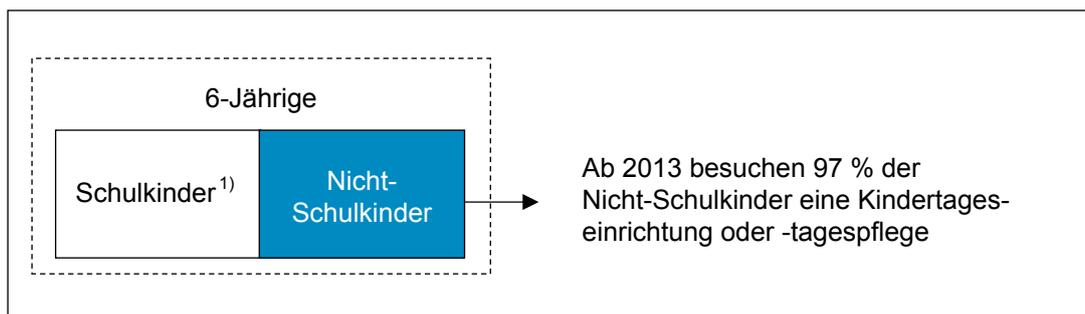 6-Jährige
Schulkinder 1)
Nicht-
Schulkinder
Ab 2013 besuchen 97 % der
Nicht-Schulkinder eine Kindertages-
einrichtung oder -tagespflege